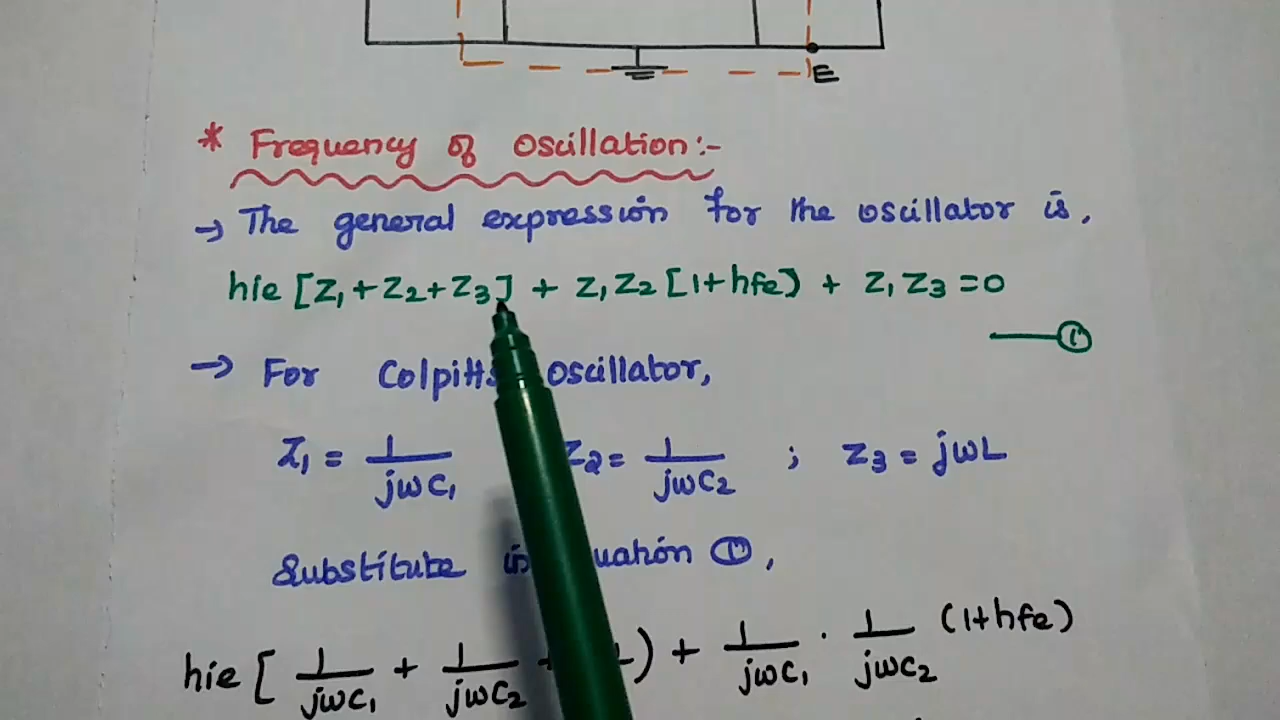 E
* Frequency of Oscillation:-
→ The general expression for the oscillator is,
hie [Z₁+Z₂+Z₃] + Z₁Z₂ [1+hfe) + Z₁Z₃ =0
①
→ For Colpitts oscillator,
Z₁ = 1/jωC₁ Z₂ = 1/jωC₂ ; Z₃ = jωL
Substitute ①,
hie [ 1/jωC₁ + 1/jωC₂ + ) + 1/jωC₁ · 1/jωC₂ (1+hfe)